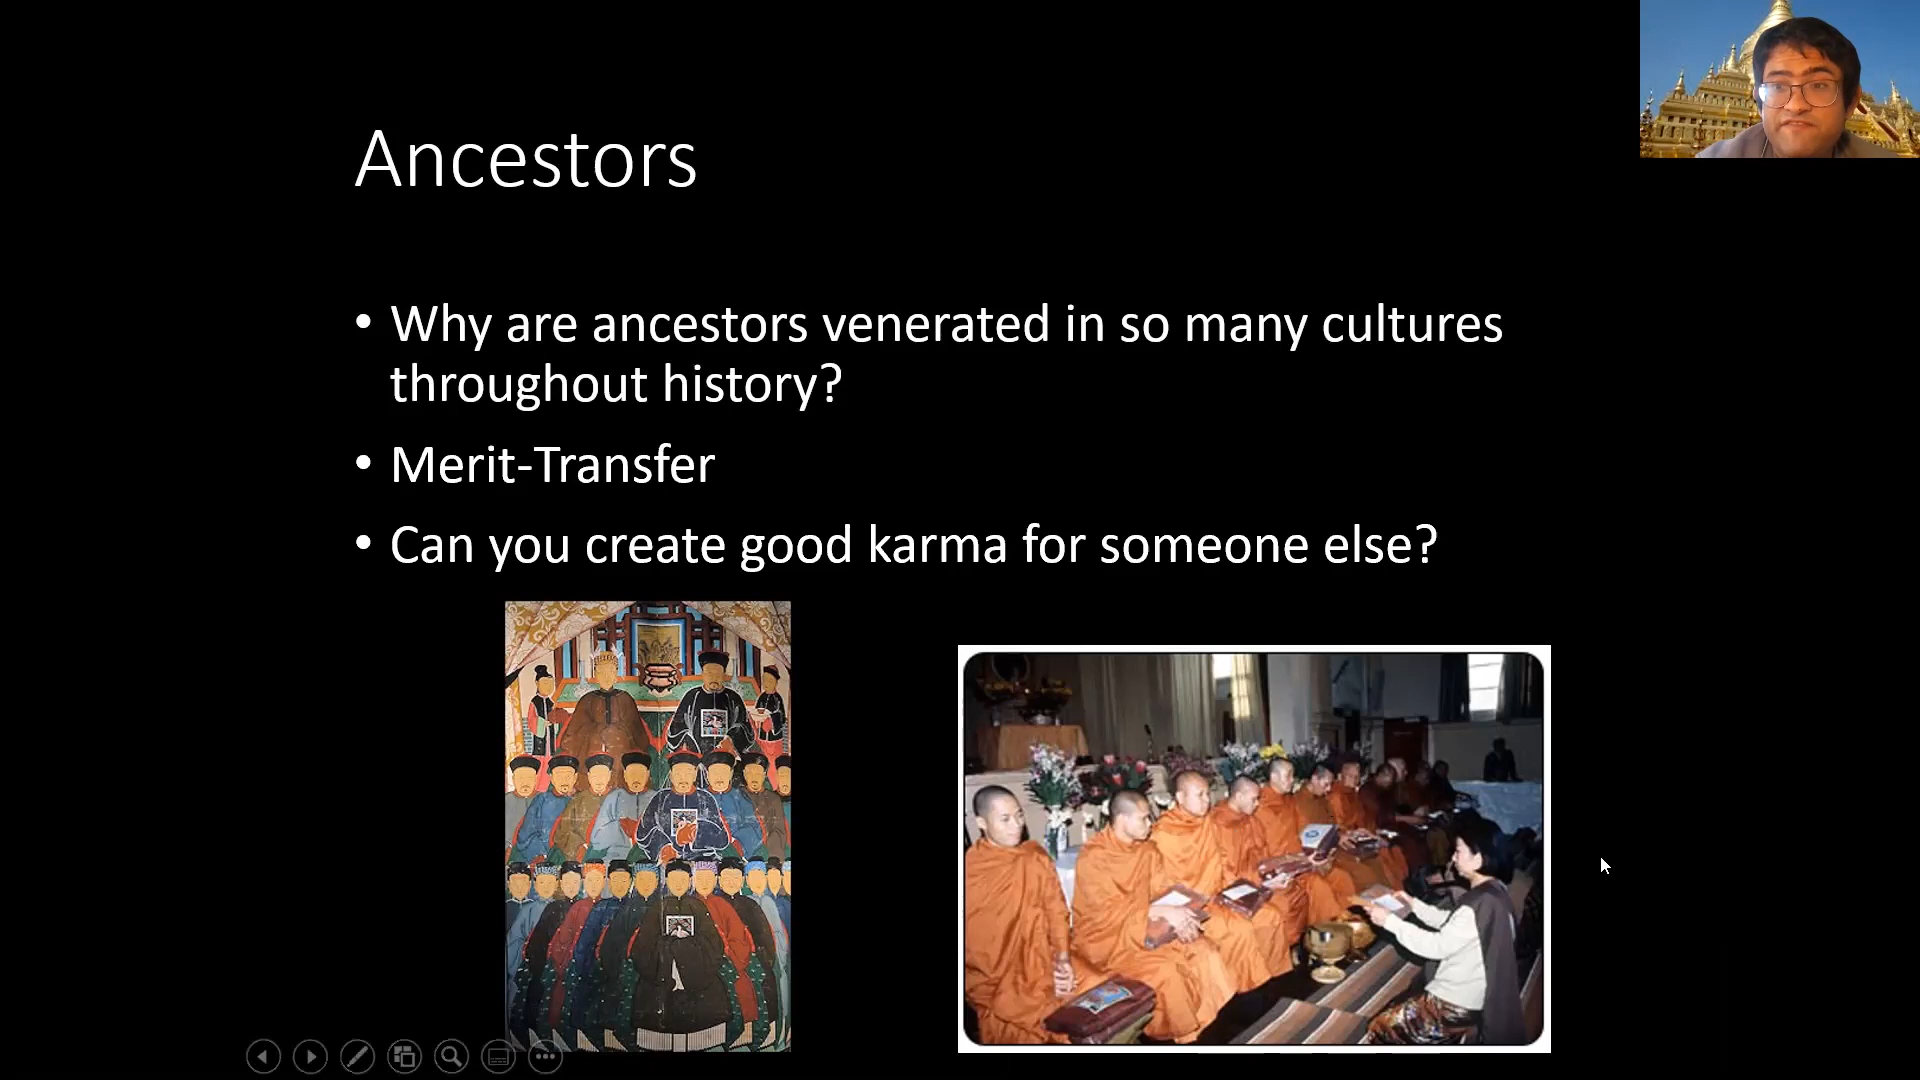 Ancestors
• Why are ancestors venerated in so many cultures
throughout history?
• Merit-Transfer
• Can you create good karma for someone else?